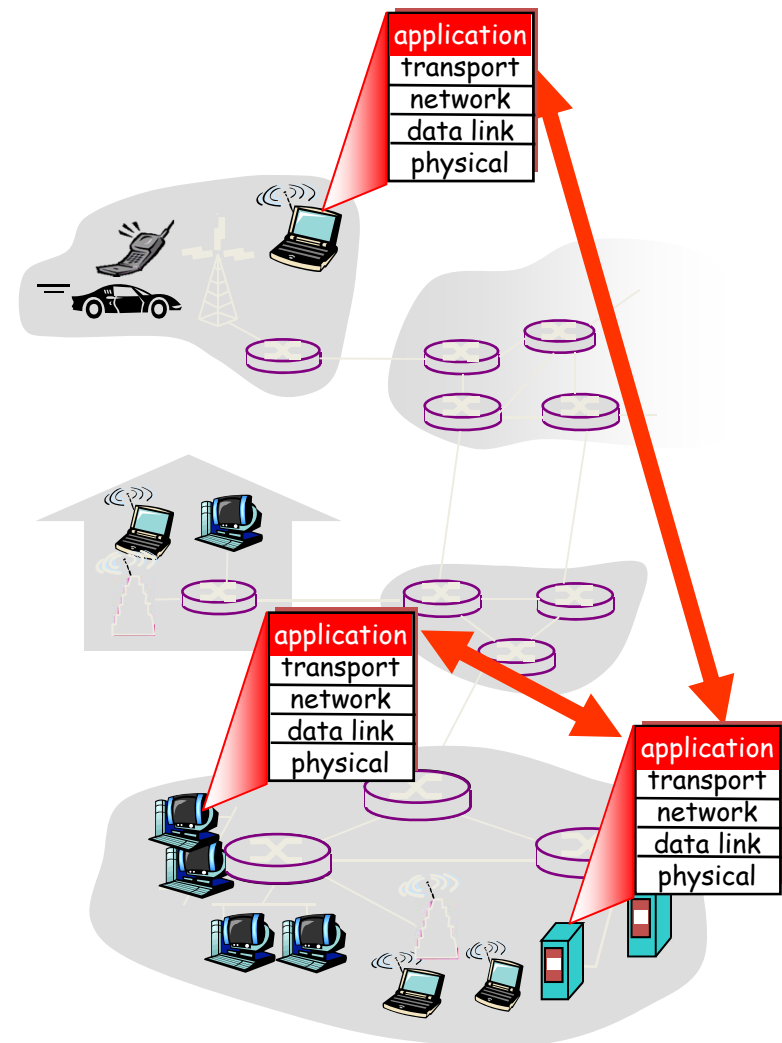 application
transport
network
data link
physical
application
transport
network
data link
physical
application
transport
network
data link
physical